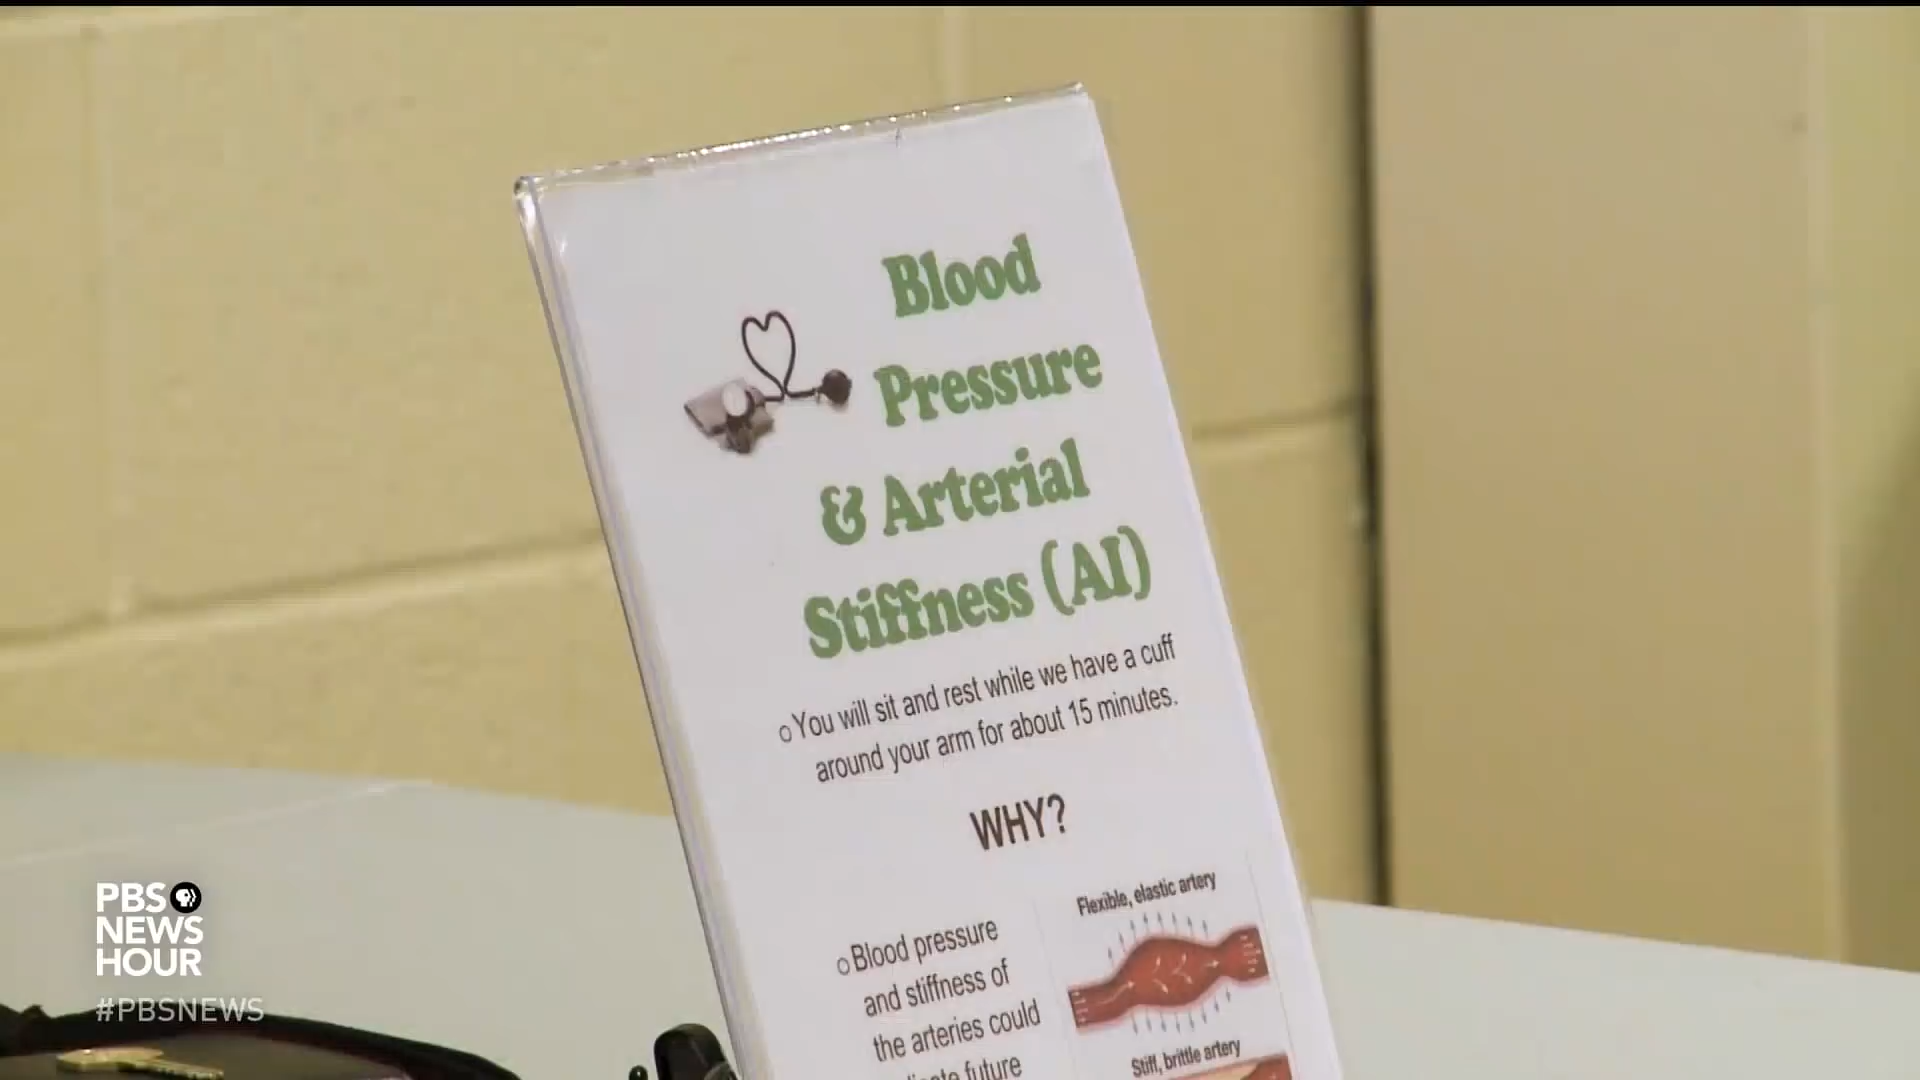 Blood
Pressure
& Arterial
Stiffness (AI)
○ You will sit and rest while we have a cuff
around your arm for about 15 minutes.
WHY?
Flexible, elastic artery
○ Blood pressure
and stiffness of
the arteries could
future
Stiff, brittle artery
PBS
NEWS
HOUR
#PBSNEWS